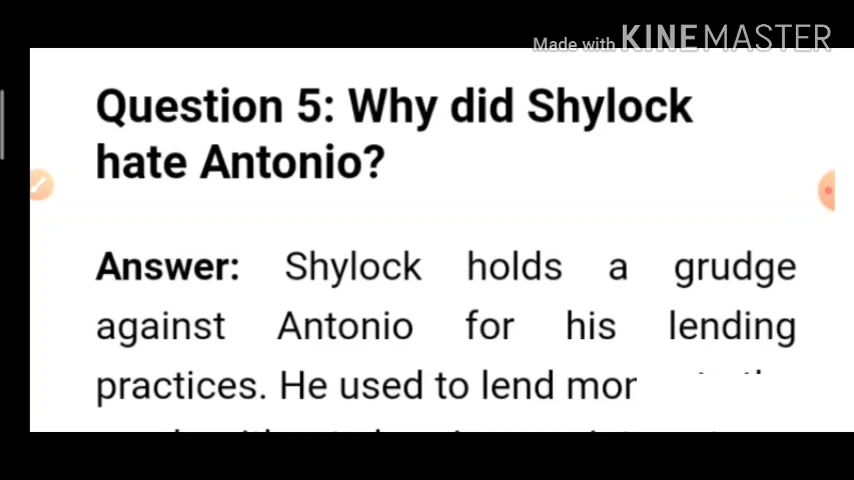 Made with KINEMASTER
Question 5: Why did Shylock
hate Antonio?
Answer: Shylock holds a grudge
against Antonio for his lending
practices. He used to lend